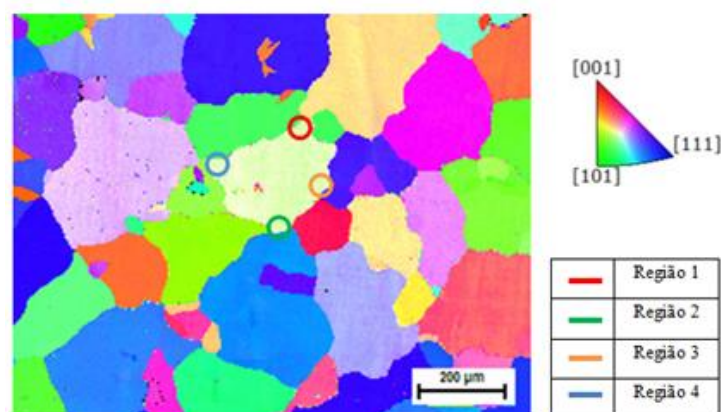 [001]
[111]
[101]
Região 1
Região 2
Região 3
Região 4
200 µm